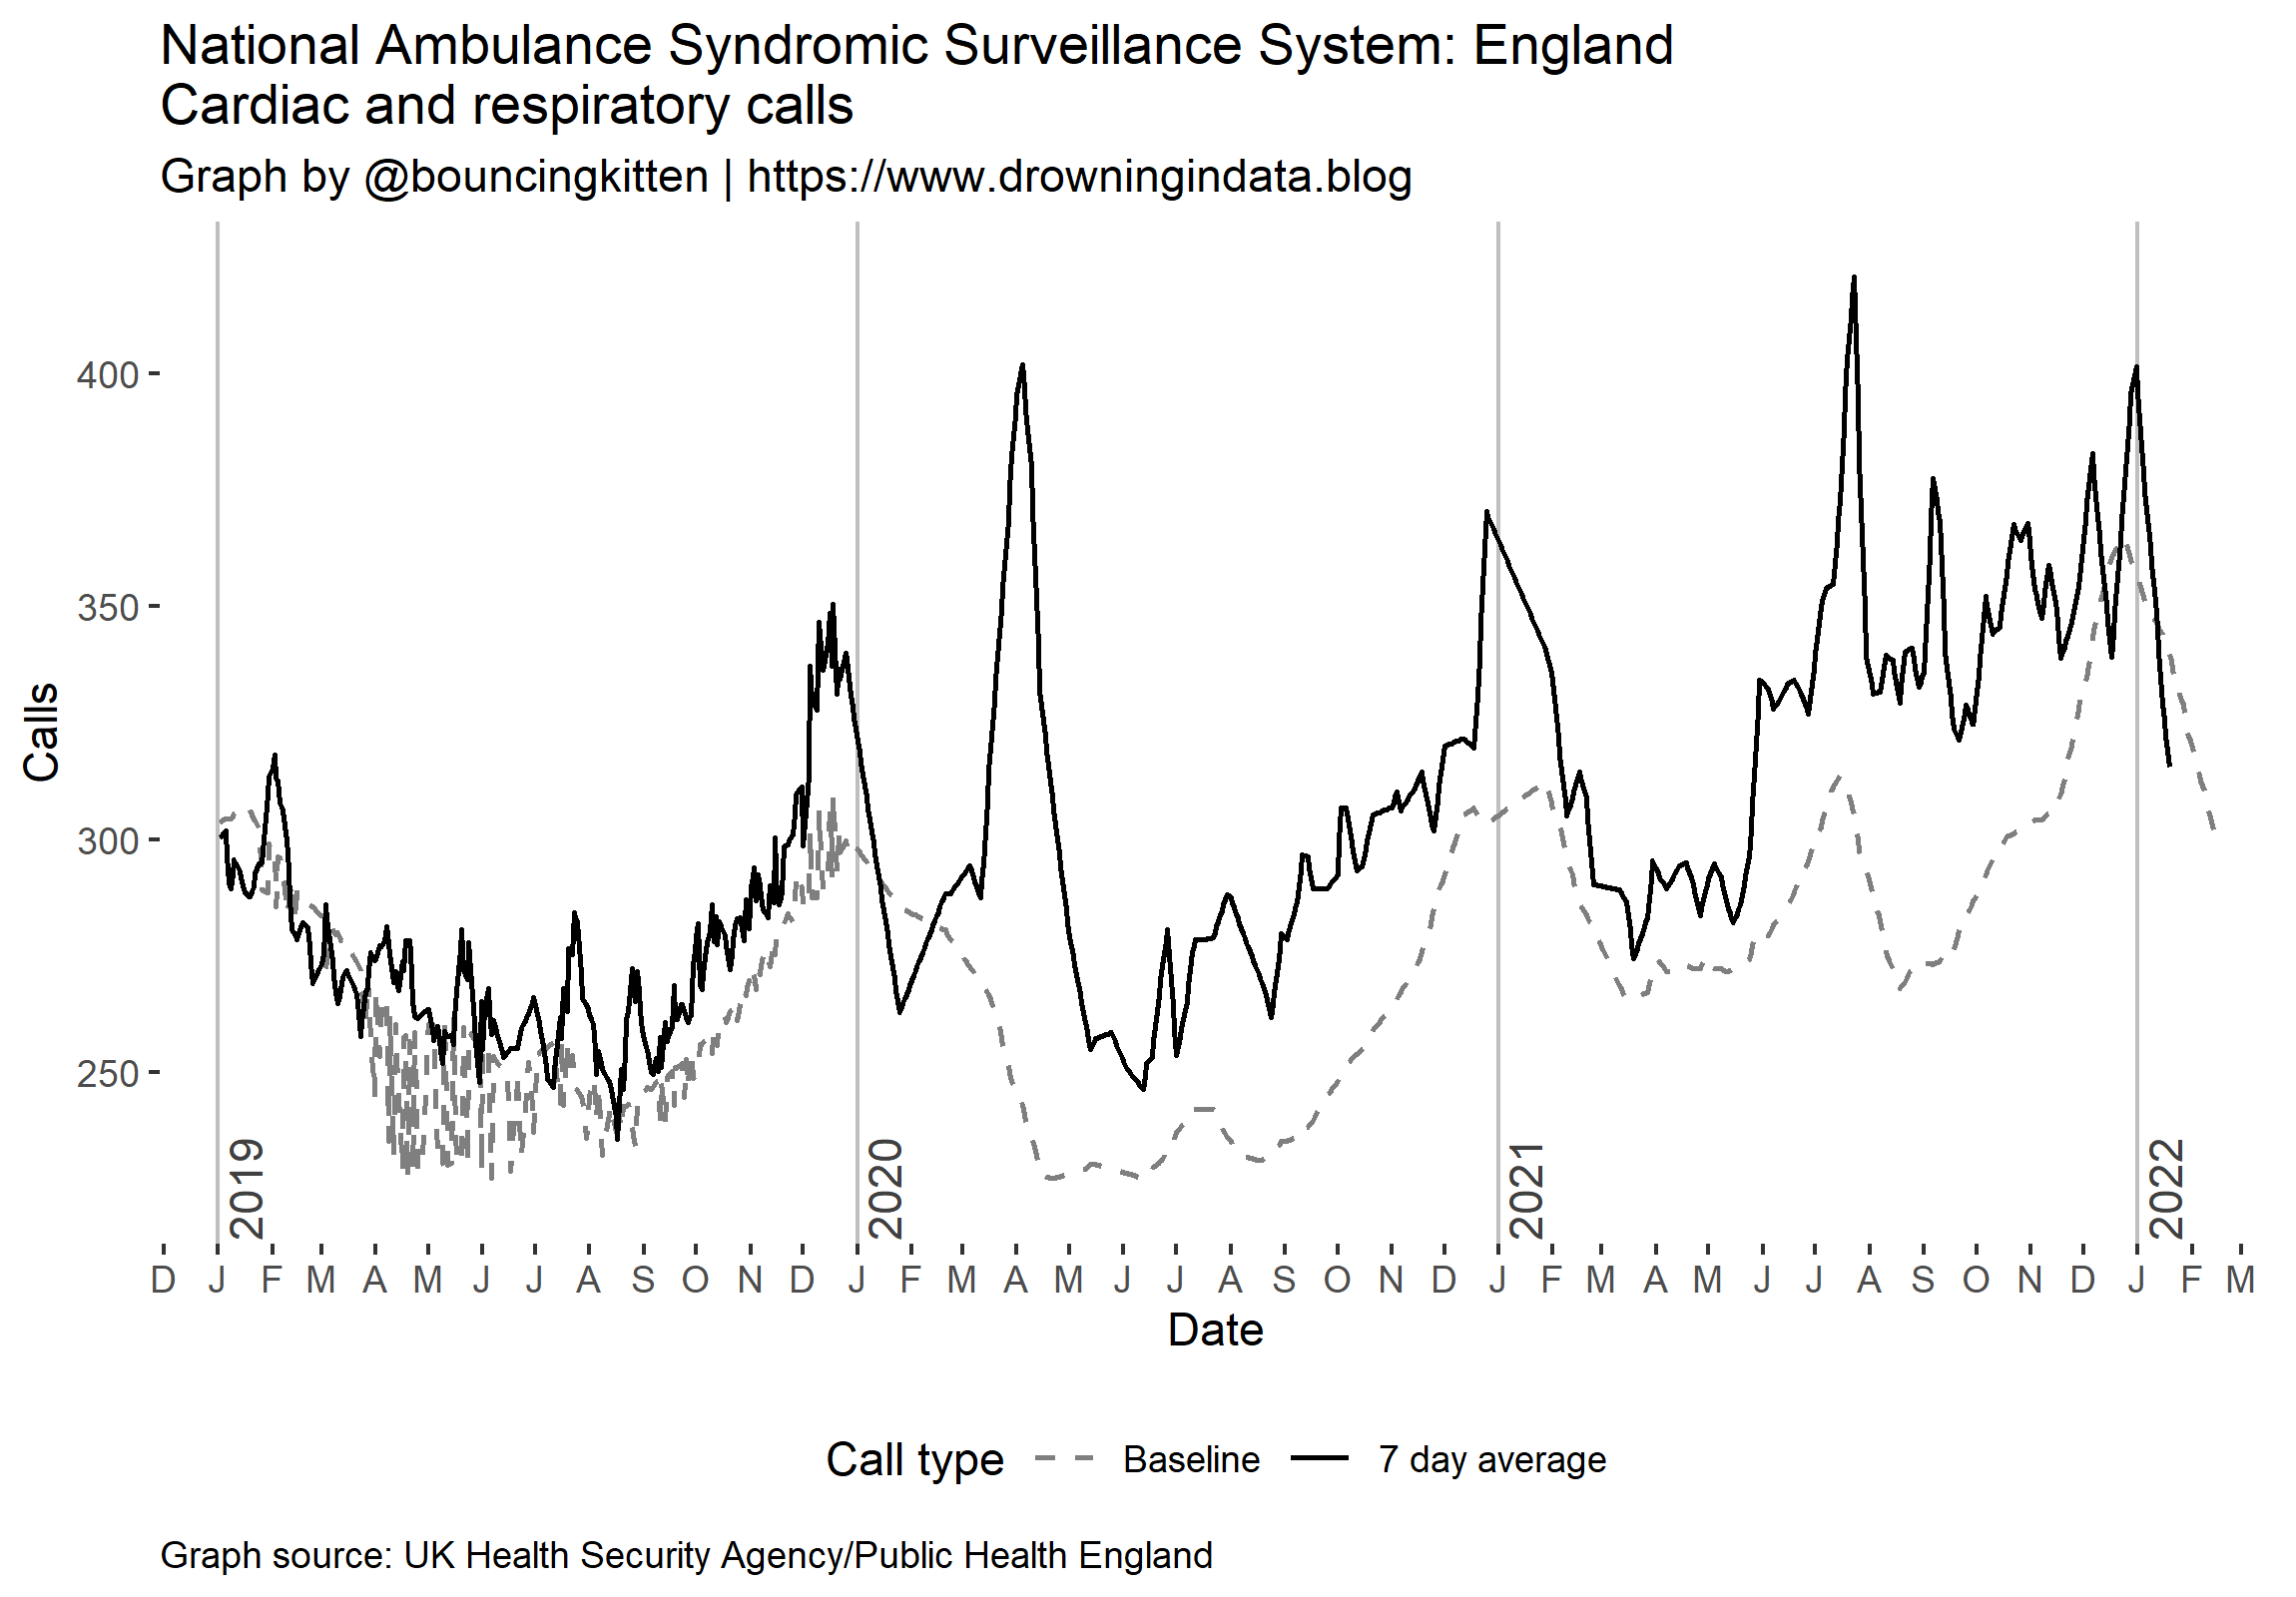 National Ambulance Syndromic Surveillance System: England
Cardiac and respiratory calls
Graph by @bouncingkitten | https://www.drowningindata.blog
Calls
400
350
300
250
2019
2020
2021
2022
D J F M A M J J A S O N D J F M A M J J A S O N D J F M A M J J A S O N D J F M
Date
Call type Baseline 7 day average
Graph source: UK Health Security Agency/Public Health England